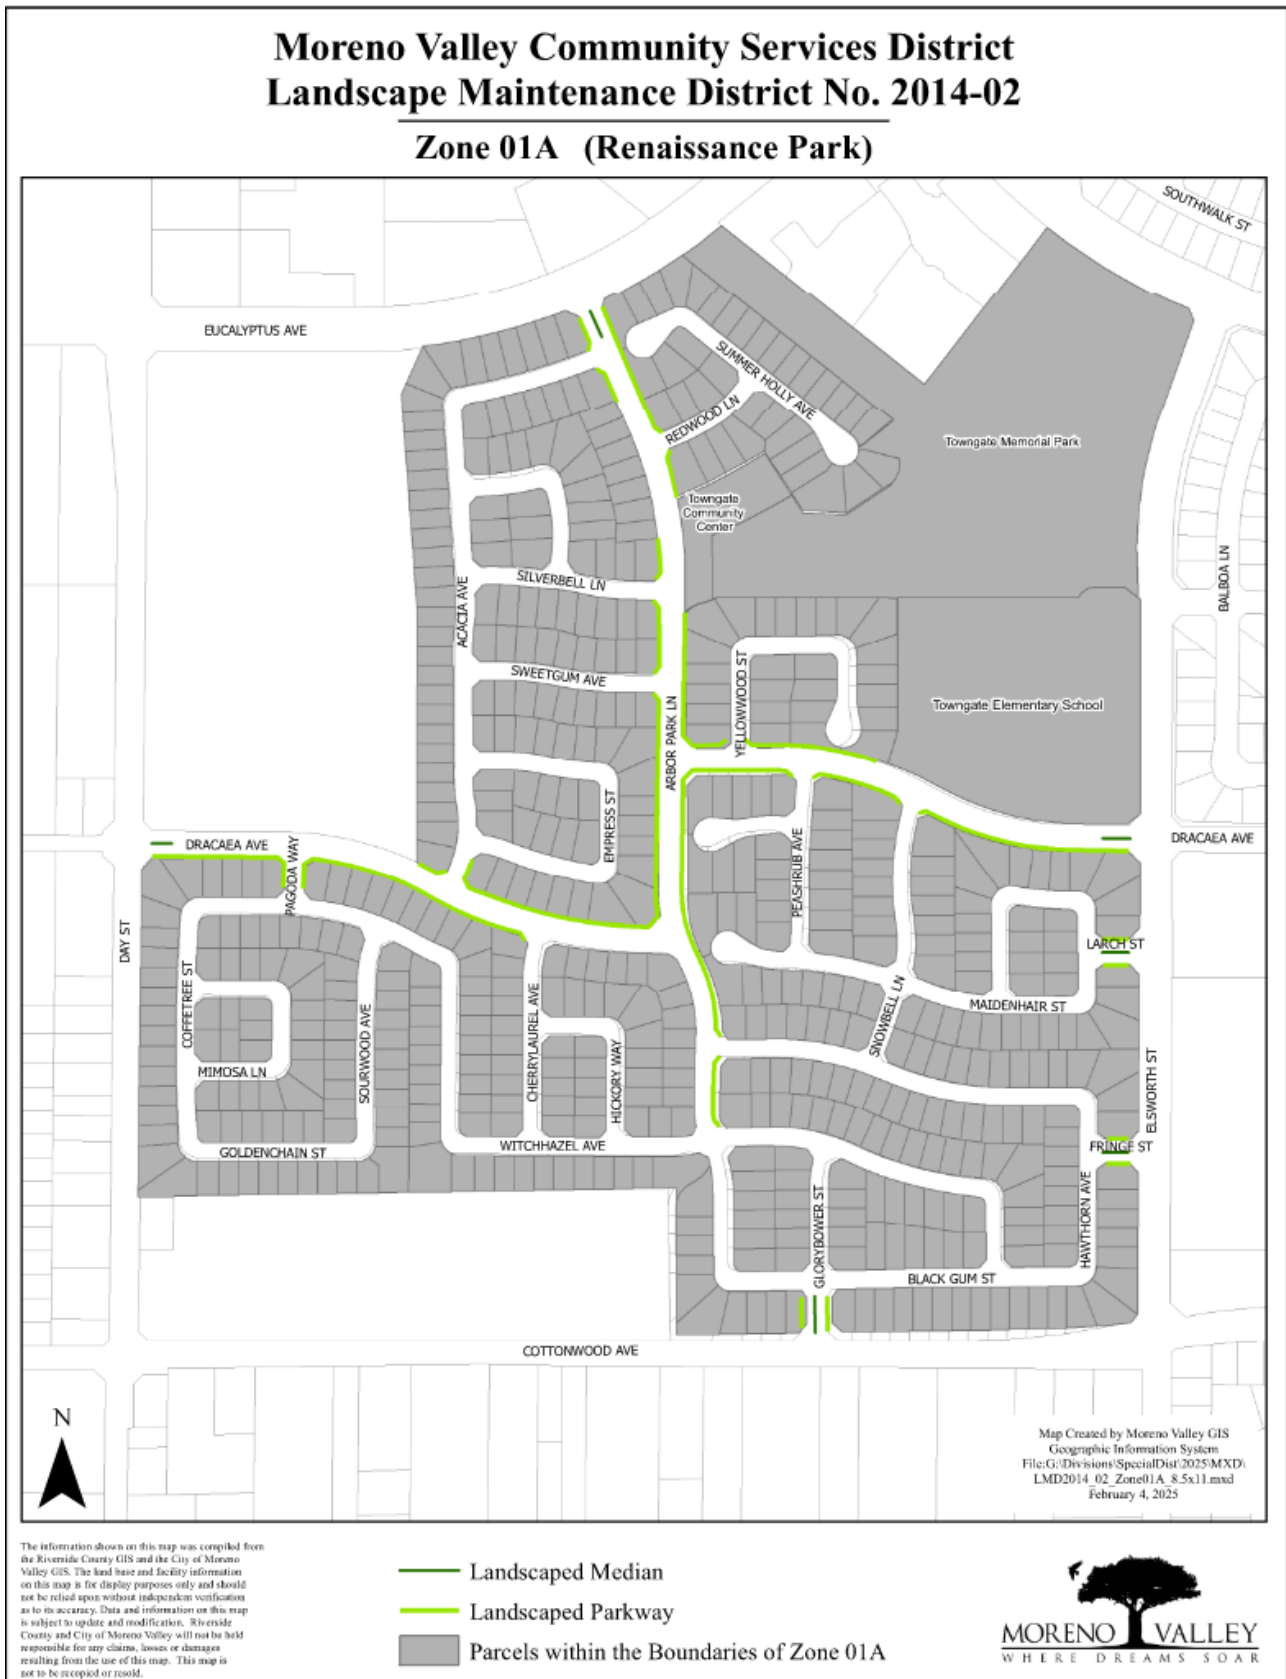 Moreno Valley Community Services District
Landscape Maintenance District No. 2014-02
Zone 01A (Renaissance Park)
SOUTHWALK ST
EUCALYPTUS AVE
SUMMER HOLLY AVE
REDWOOD LN
Towngate Memorial Park
Towngate
Community
Center
BALBOA LN
SILVERBELL LN
ACACIA AVE
SWEETGUM AVE
YELLOWWOOD ST
ARBOR PARK LN
Towngate Elementary School
EMPRESS ST
DRACAEA AVE
DRACAEA AVE
PAGODA WAY
PEASHRUB AVE
DAY ST
LARCH ST
COFFETREE ST
SOURWOOD AVE
CHERRYLAUREL AVE
HICKORY WAY
SNOWBELL LN
MAIDENHAIR ST
MIMOSA LN
ELSWORTH ST
GOLDENCHAIN ST
WITCHHAZEL AVE
FRINGE ST
GLORYBOWER ST
HAWTHORN AVE
BLACK GUM ST
COTTONWOOD AVE
N
Map Created by Moreno Valley GIS
Geographic Information System
File:G:\Divisions\SpecialDist\2025\MXD\
LMD2014_02_Zone01A_8.5x11.mxd
February 4, 2025
The information shown on this map was compiled from
the Riverside County GIS and the City of Moreno
Valley GIS. The land base and facility information
on this map is for display purposes only and should
not be relied upon without independent verification
as to its accuracy. Data and information on this map
is subject to update and modification. Riverside
County and City of Moreno Valley will not be held
responsible for any claims, losses or damages
resulting from the use of this map. This map is
not to be recopied or resold.
Landscaped Median
Landscaped Parkway
Parcels within the Boundaries of Zone 01A
MORENO VALLEY
WHERE DREAMS SOAR